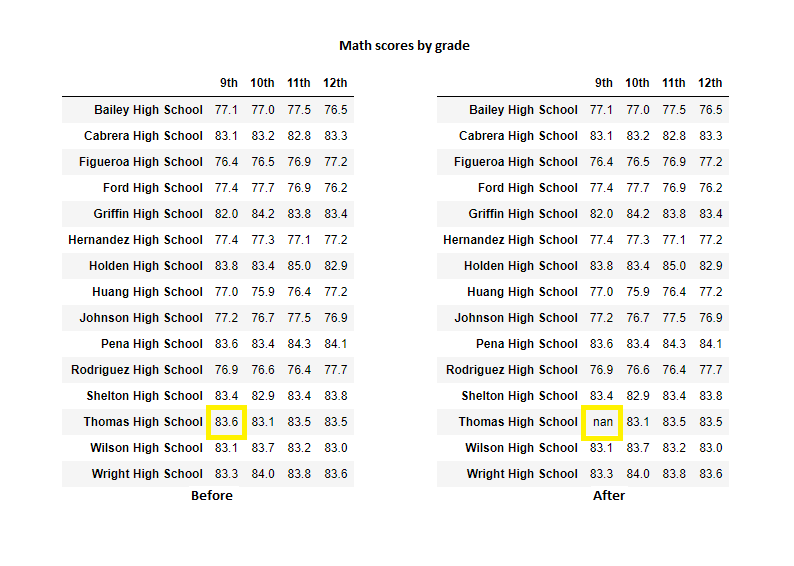 Math scores by grade
9th 10th 11th 12th 9th 10th 11th 12th
Bailey High School 77.1 77.0 77.5 76.5 Bailey High School 77.1 77.0 77.5 76.5
Cabrera High School 83.1 83.2 82.8 83.3 Cabrera High School 83.1 83.2 82.8 83.3
Figueroa High School 76.4 76.5 76.9 77.2 Figueroa High School 76.4 76.5 76.9 77.2
Ford High School 77.4 77.7 76.9 76.2 Ford High School 77.4 77.7 76.9 76.2
Griffin High School 82.0 84.2 83.8 83.4 Griffin High School 82.0 84.2 83.8 83.4
Hernandez High School 77.4 77.3 77.1 77.2 Hernandez High School 77.4 77.3 77.1 77.2
Holden High School 83.8 83.4 85.0 82.9 Holden High School 83.8 83.4 85.0 82.9
Huang High School 77.0 75.9 76.4 77.2 Huang High School 77.0 75.9 76.4 77.2
Johnson High School 77.2 76.7 77.5 76.9 Johnson High School 77.2 76.7 77.5 76.9
Pena High School 83.6 83.4 84.3 84.1 Pena High School 83.6 83.4 84.3 84.1
Rodriguez High School 76.9 76.6 76.4 77.7 Rodriguez High School 76.9 76.6 76.4 77.7
Shelton High School 83.4 82.9 83.4 83.8 Shelton High School 83.4 82.9 83.4 83.8
Thomas High School 83.6 83.1 83.5 83.5 Thomas High School nan 83.1 83.5 83.5
Wilson High School 83.1 83.7 83.2 83.0 Wilson High School 83.1 83.7 83.2 83.0
Wright High School 83.3 84.0 83.8 83.6 Wright High School 83.3 84.0 83.8 83.6
Before After